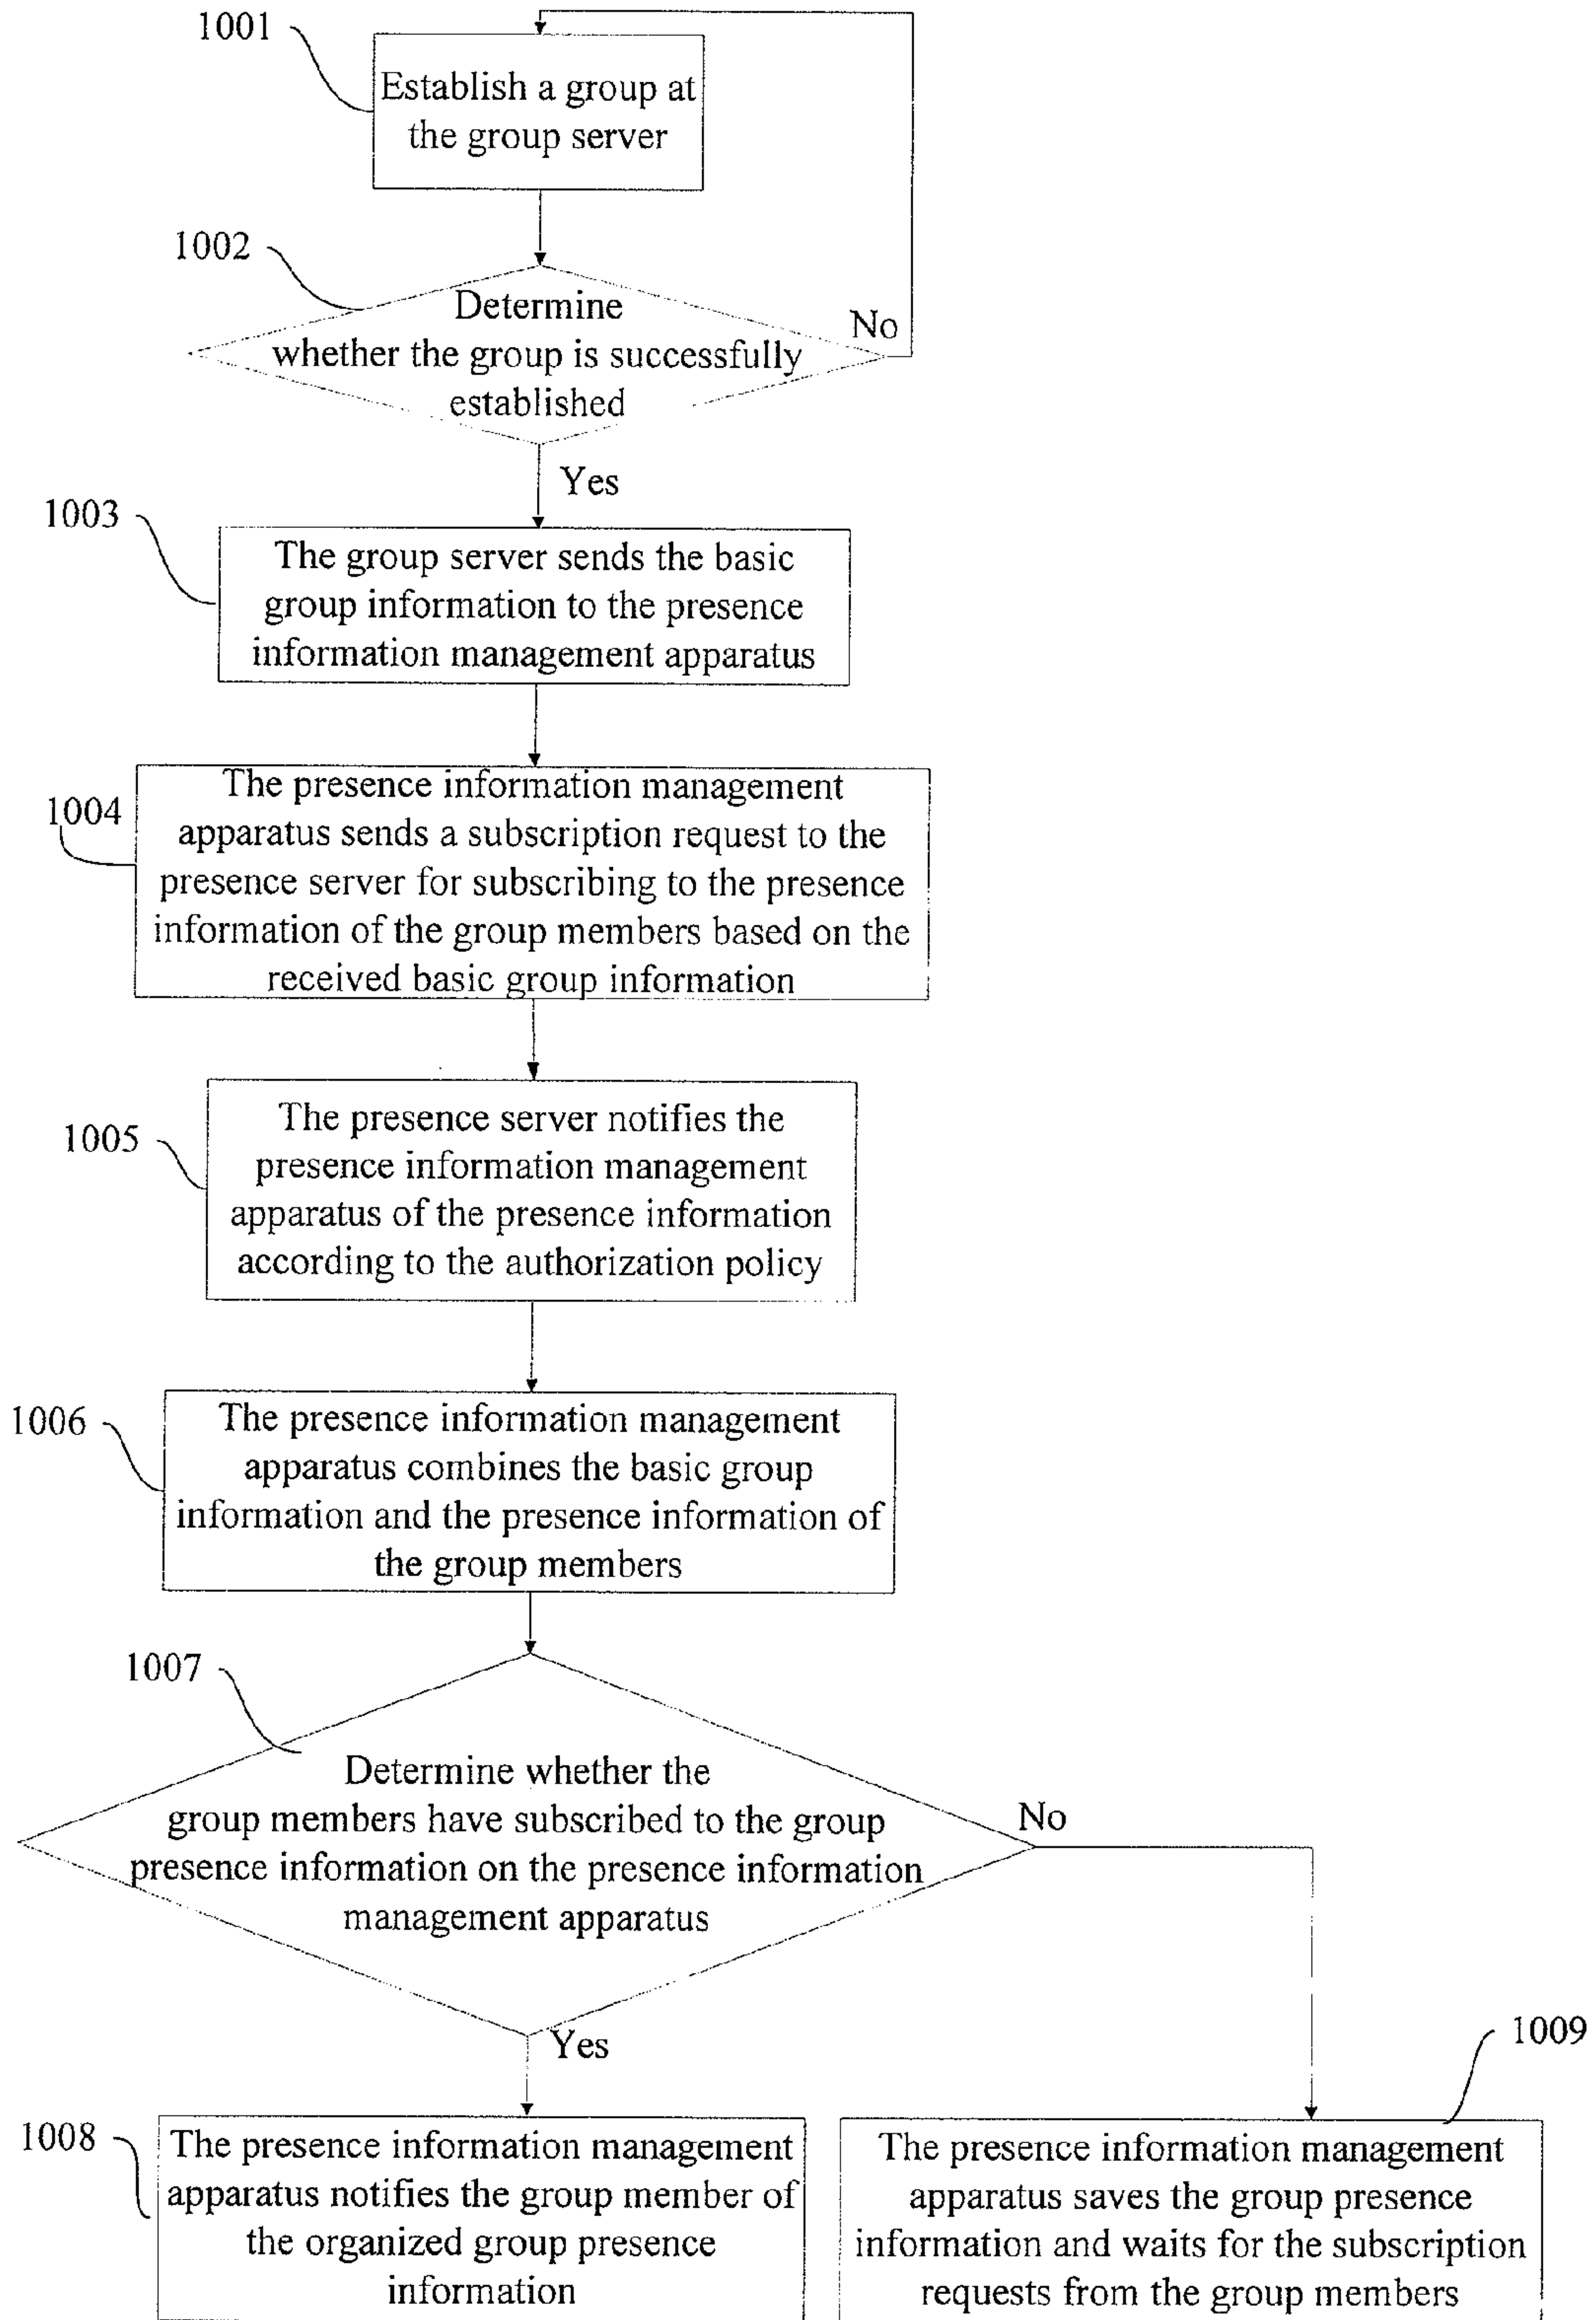 1001
Establish a group at
the group server
1002
Determine
whether the group is successfully
established
No
Yes
1003
The group server sends the basic
group information to the presence
information management apparatus
1004
The presence information management
apparatus sends a subscription request to the
presence server for subscribing to the presence
information of the group members based on the
received basic group information
1005
The presence server notifies the
presence information management
apparatus of the presence information
according to the authorization policy
1006
The presence information management
apparatus combines the basic group
information and the presence information of
the group members
1007
Determine whether the
group members have subscribed to the group
presence information on the presence information
management apparatus
No
Yes
1008
The presence information management
apparatus notifies the group member of
the organized group presence
information
1009
The presence information management
apparatus saves the group presence
information and waits for the subscription
requests from the group members